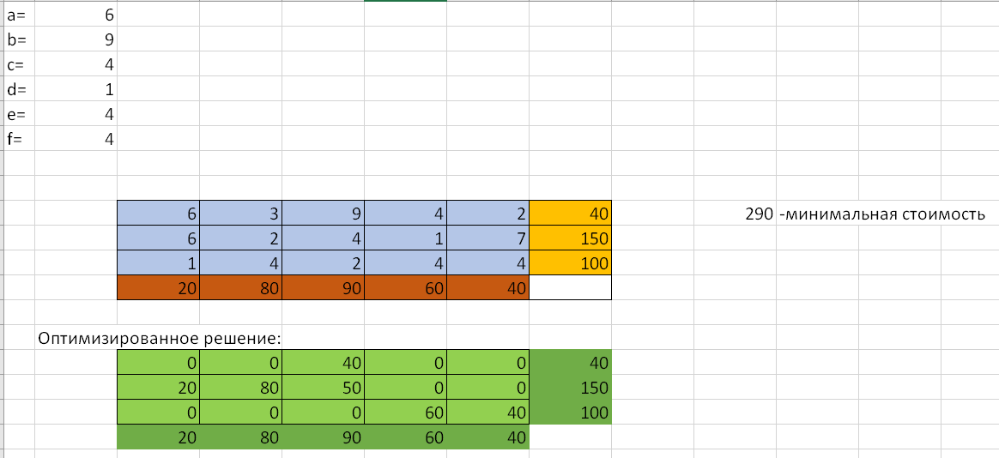 a= 6
b= 9
c= 4
d= 1
e= 4
f= 4
6 3 9 4 2 40 290 -минимальная стоимость
6 2 4 1 7 150
1 4 2 4 4 100
20 80 90 60 40
Оптимизированное решение:
0 0 40 0 0 40
20 80 50 0 0 150
0 0 0 60 40 100
20 80 90 60 40